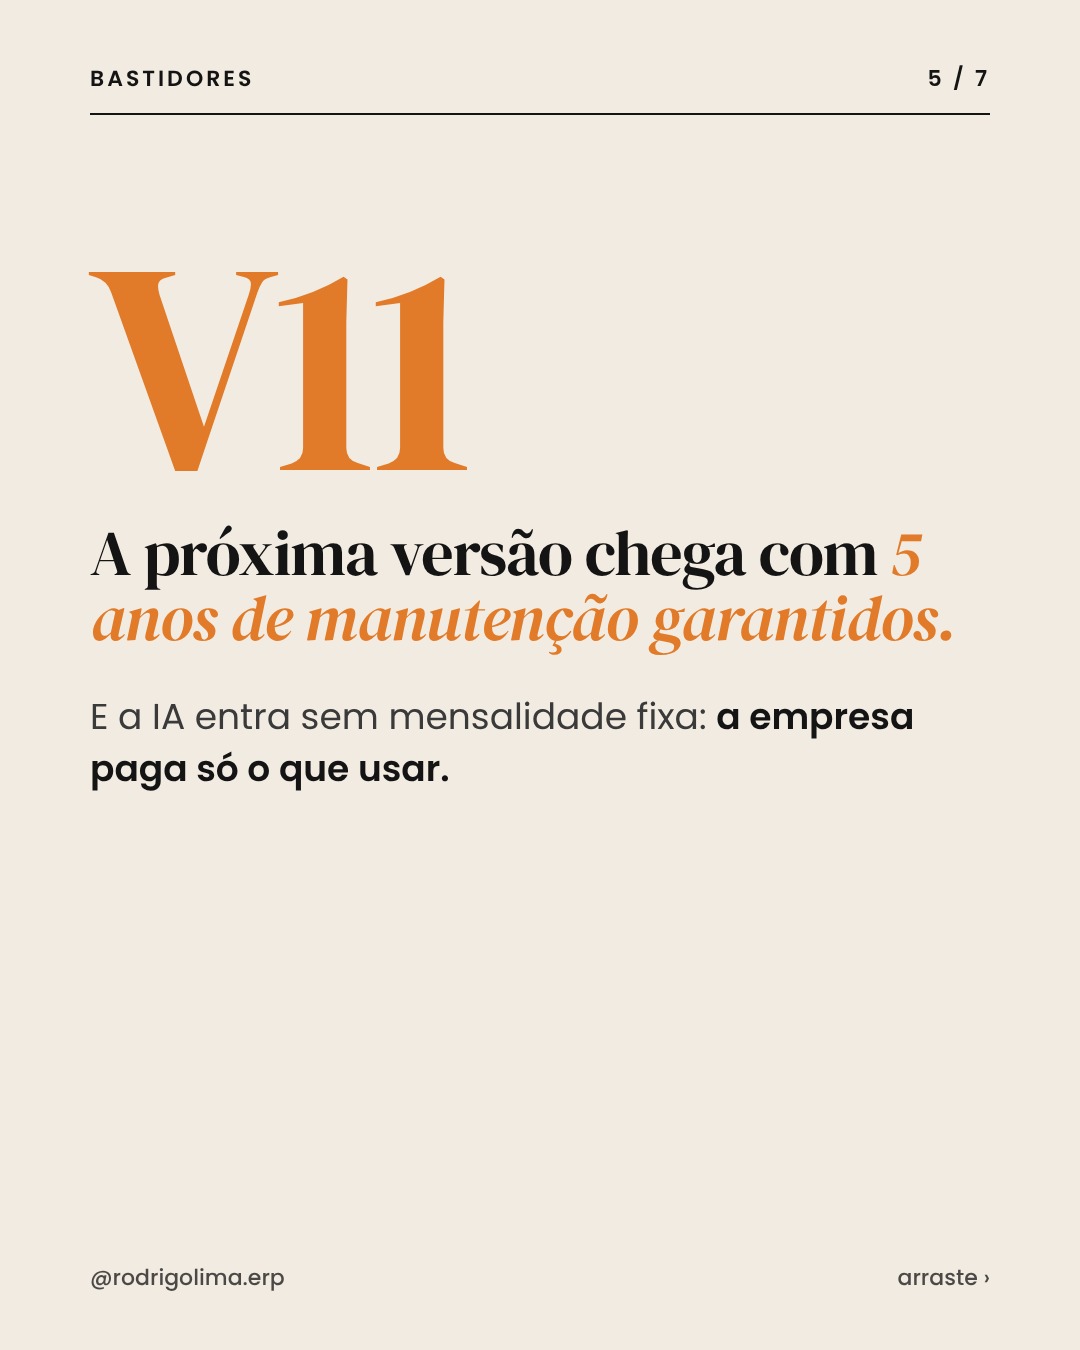 BASTIDORES
5 / 7
V11
A próxima versão chega com 5
anos de manutenção garantidos.
E a IA entra sem mensalidade fixa: a empresa
paga só o que usar.
@rodrigolima.erp
arraste ›